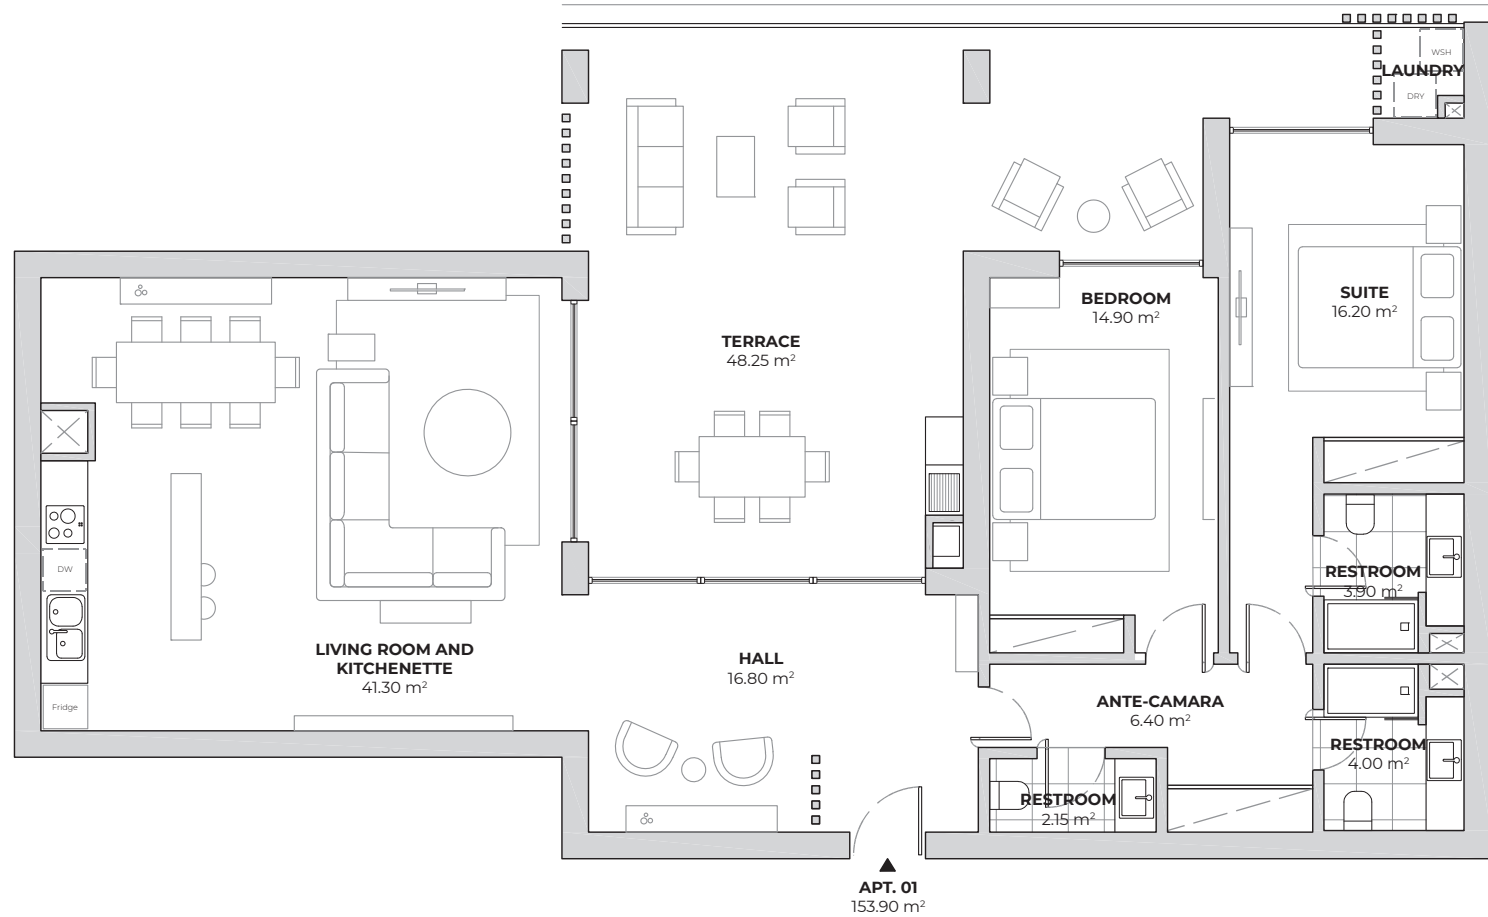 WSH
LAUNDRY
DRY
SUITE
16.20 m²
BEDROOM
14.90 m²
TERRACE
48.25 m²
DW
RESTROOM
3.90 m²
LIVING ROOM AND
KITCHENETTE
41.30 m²
HALL
16.80 m²
Fridge
ANTE-CAMARA
6.40 m²
RESTROOM
4.00 m²
RESTROOM
2.15 m²
APT. 01
153.90 m²